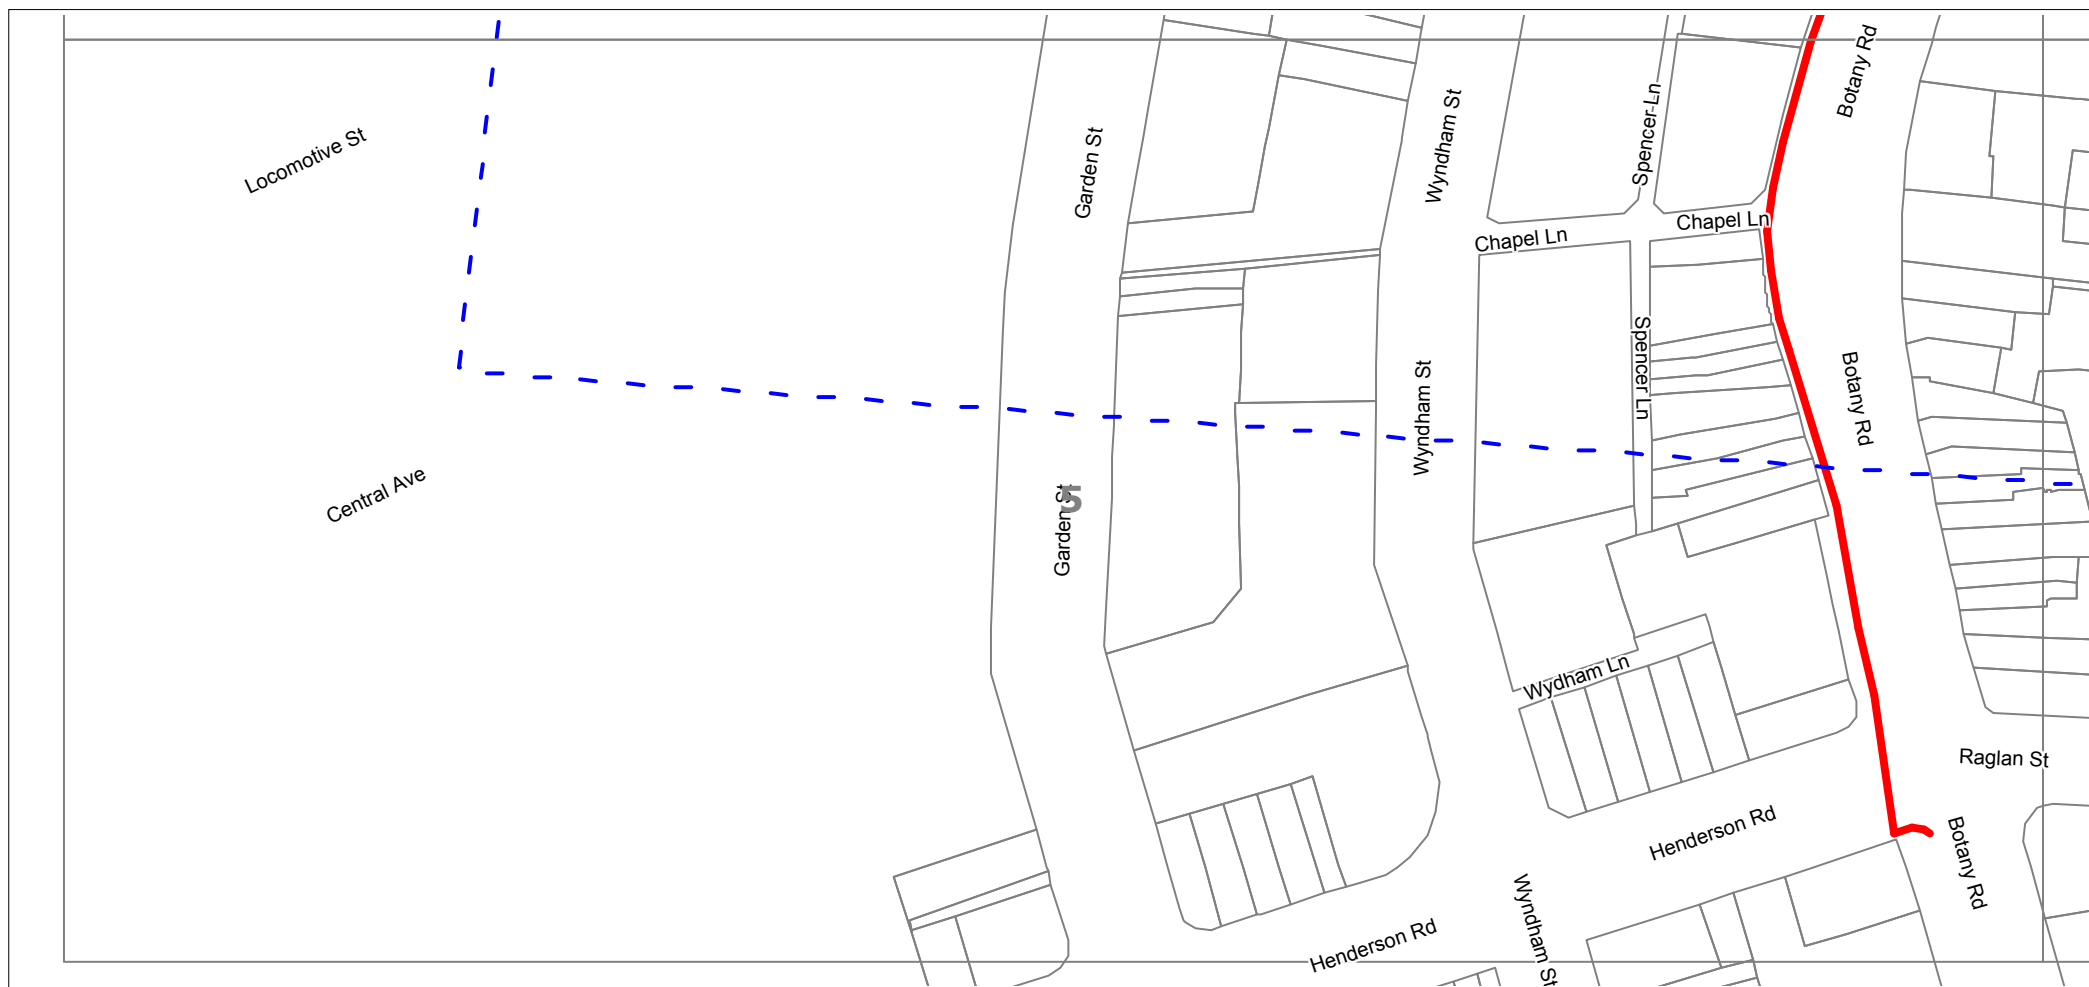 Botany Rd
Spencer Ln
Wyndham St
Locomotive St
Garden St
Chapel Ln
Chapel Ln
Spencer Ln
Wyndham St
Botany Rd
Central Ave
5
Garden St
Wydham Ln
Raglan St
Henderson Rd
Botany Rd
Wyndham St
Henderson Rd